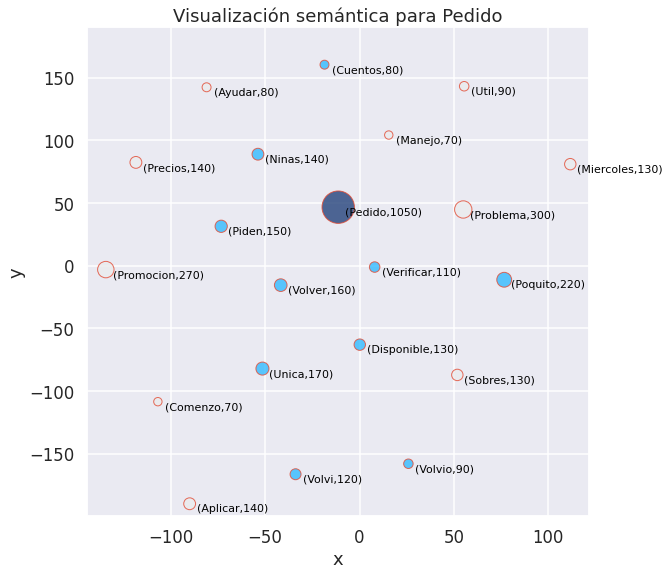 Visualización semántica para Pedido
(Cuentos,80)
(Ayudar,80)
(Util,90)
(Manejo,70)
(Ninas,140)
(Precios,140)
(Miercoles,130)
(Pedido,1050)
(Problema,300)
(Piden,150)
(Promocion,270)
(Verificar,110)
(Volver,160)
(Poquito,220)
(Disponible,130)
(Unica,170)
(Sobres,130)
(Comenzo,70)
(Volvio,90)
(Volvi,120)
(Aplicar,140)
150
100
50
0
−50
−100
−150
y
−100
−50
0
50
100
x